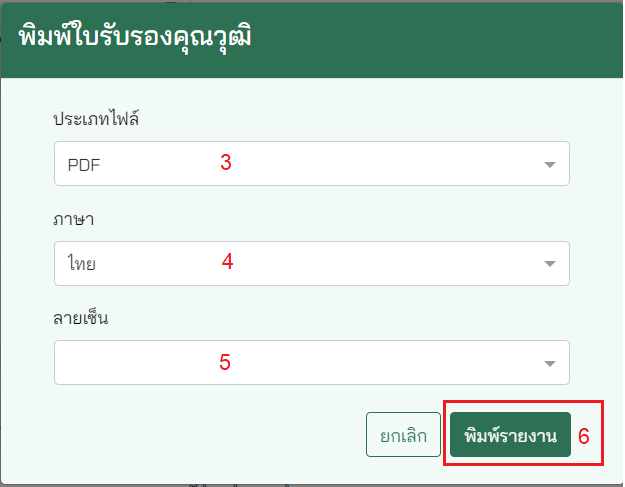 พิมพ์ใบรับรองคุณวุฒิ
ประเภทไฟล์
PDF 3
ภาษา
ไทย 4
ลายเซ็น
5
ยกเลิก พิมพ์รายงาน 6